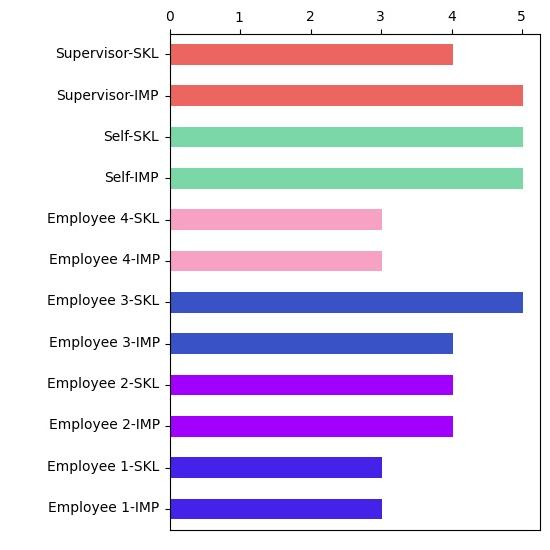 0 1 2 3 4 5
Supervisor-SKL
Supervisor-IMP
Self-SKL
Self-IMP
Employee 4-SKL
Employee 4-IMP
Employee 3-SKL
Employee 3-IMP
Employee 2-SKL
Employee 2-IMP
Employee 1-SKL
Employee 1-IMP